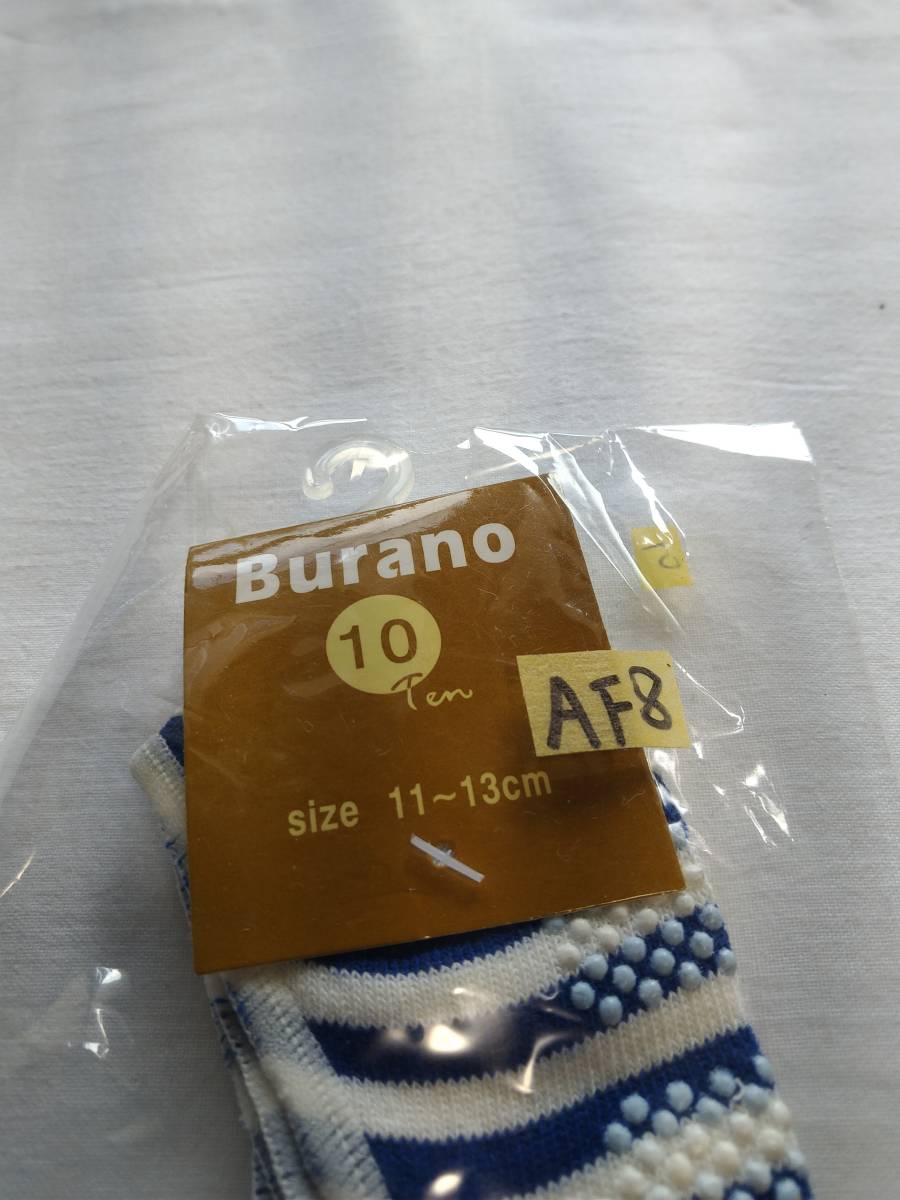 Burano
10
Ten
AF8
size 11~13cm